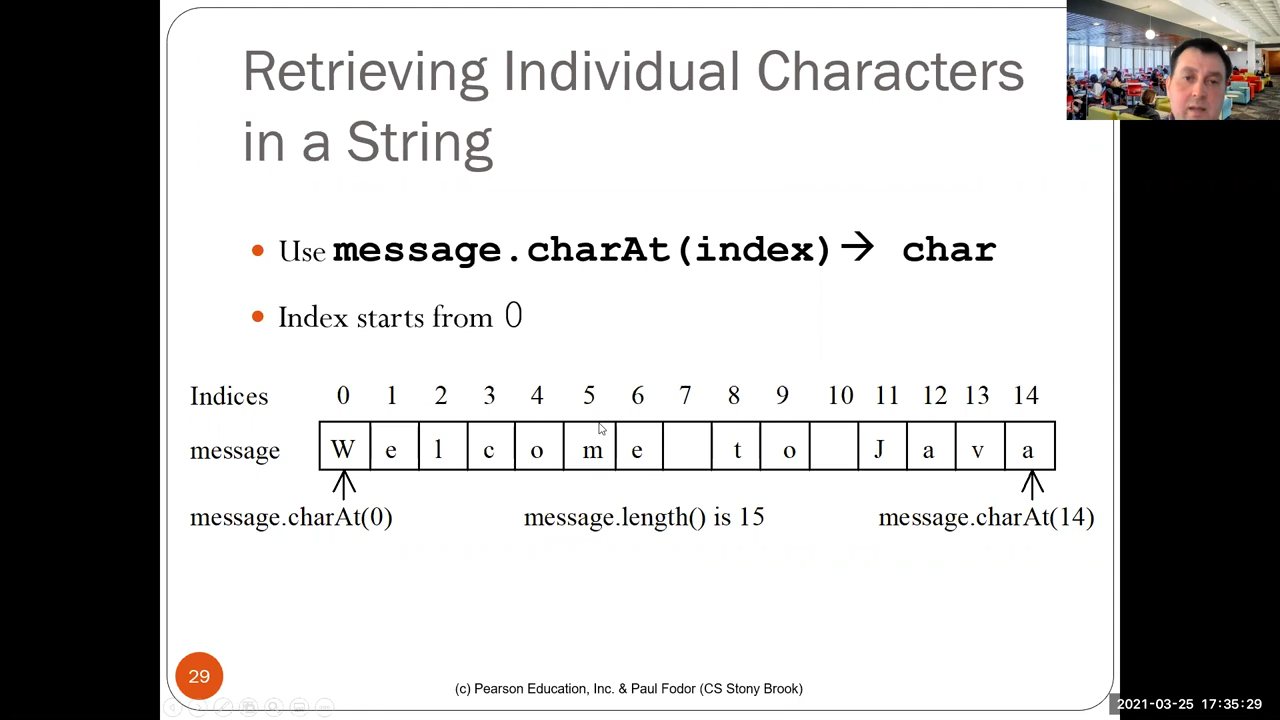 Retrieving Individual Characters
in a String
• Use message.charAt(index)→ char
• Index starts from 0
Indices 0 1 2 3 4 5 6 7 8 9 10 11 12 13 14
message W e l c o m e t o J a v a
message.charAt(0) message.length() is 15 message.charAt(14)
29
(c) Pearson Education, Inc. & Paul Fodor (CS Stony Brook)
2021-03-25 17:35:29